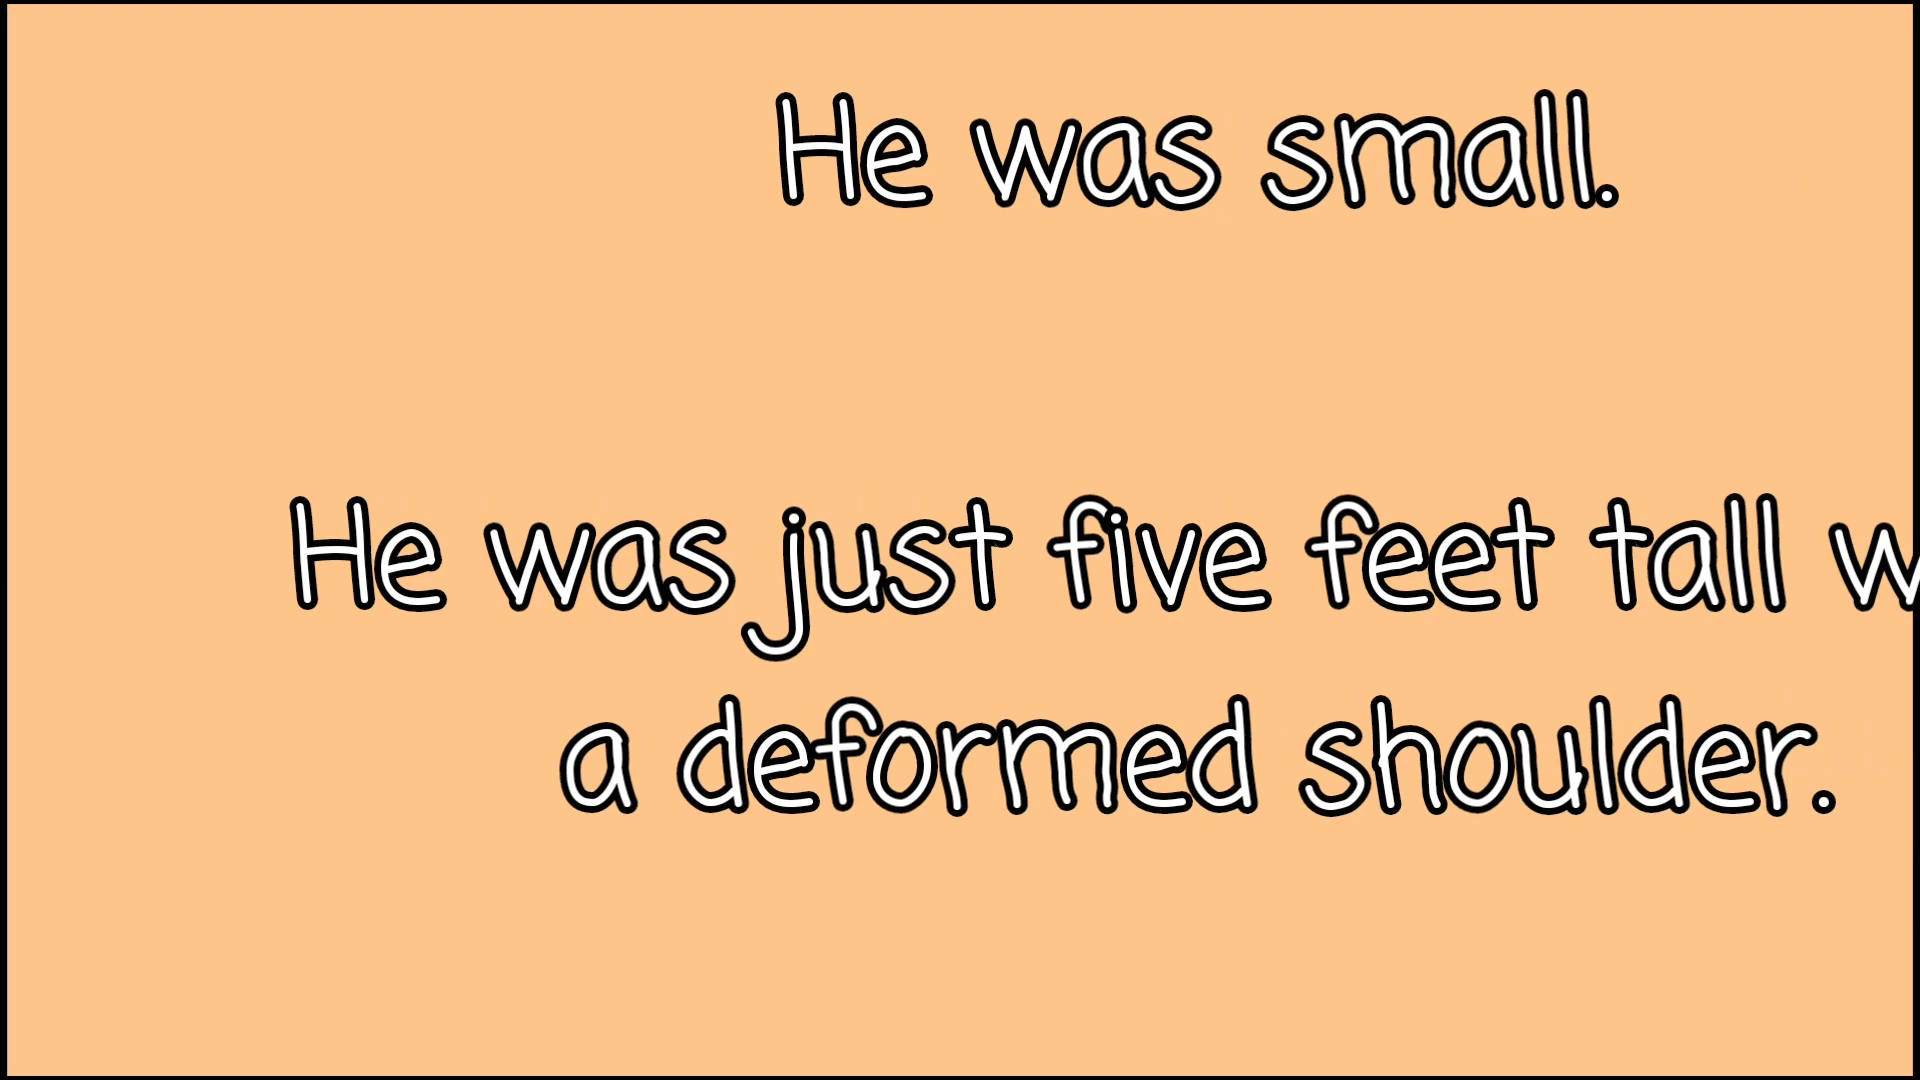 He was small.
He was just five feet tall w
a deformed shoulder.